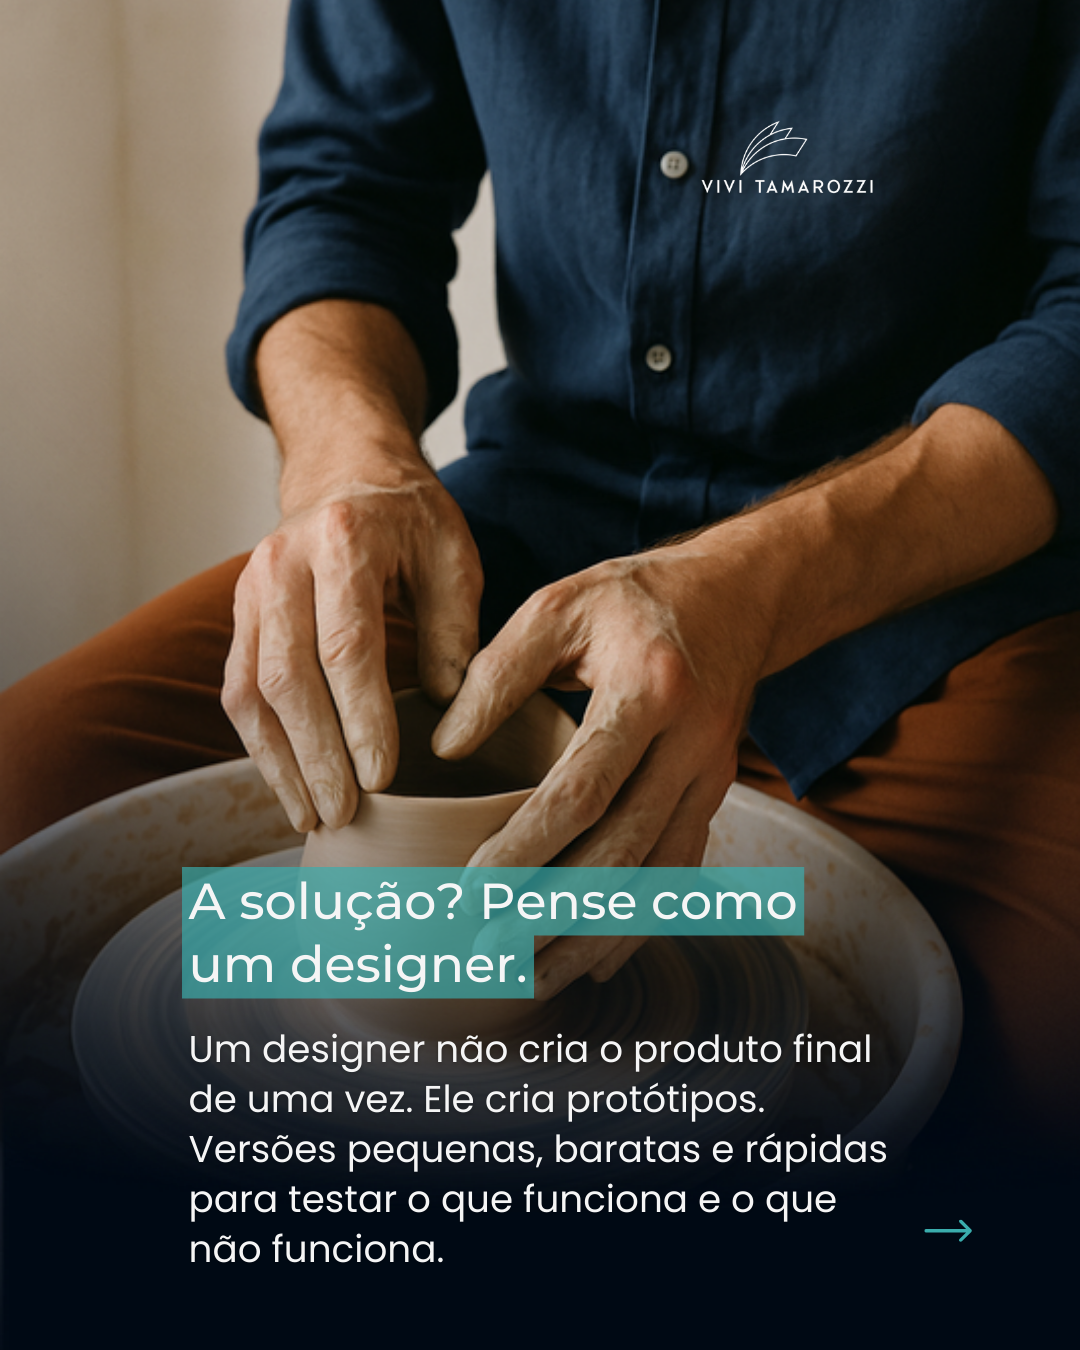 VIVI TAMAROZZI
A solução? Pense como
um designer.
Um designer não cria o produto final
de uma vez. Ele cria protótipos.
Versões pequenas, baratas e rápidas
para testar o que funciona e o que
não funciona.